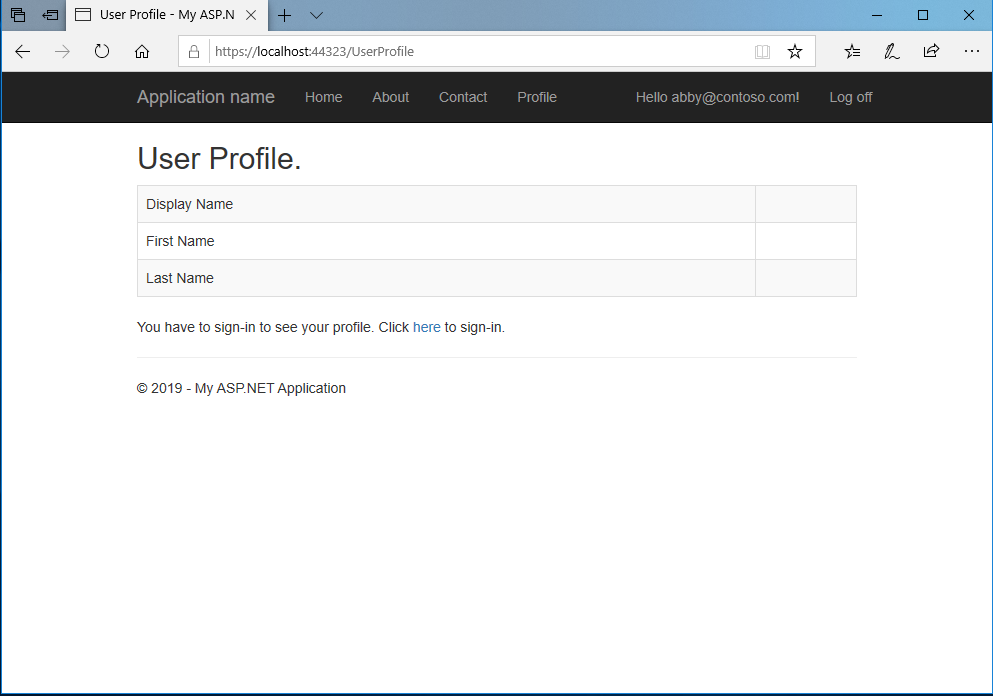 User Profile - My ASP.N
https://localhost:44323/UserProfile
Application name Home About Contact Profile Hello abby@contoso.com! Log off
User Profile.
Display Name
First Name
Last Name
You have to sign-in to see your profile. Click here to sign-in.
© 2019 - My ASP.NET Application